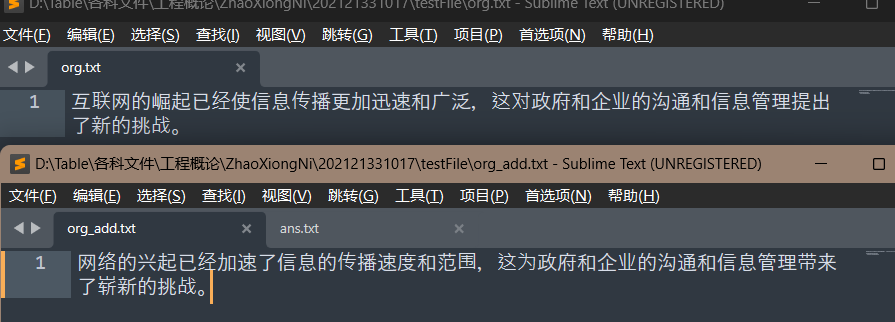 D:\Table\各科文件\工程概论\ZhaoXiongNi\202121331017\testFile\org.txt - Sublime Text (UNREGISTERED)
文件(F) 编辑(E) 选择(S) 查找(I) 视图(V) 跳转(G) 工具(T) 项目(P) 首选项(N) 帮助(H)
org.txt
1 互联网的崛起已经使信息传播更加迅速和广泛，这对政府和企业的沟通和信息管理提出
了新的挑战。
D:\Table\各科文件\工程概论\ZhaoXiongNi\202121331017\testFile\org_add.txt - Sublime Text (UNREGISTERED)
文件(F) 编辑(E) 选择(S) 查找(I) 视图(V) 跳转(G) 工具(T) 项目(P) 首选项(N) 帮助(H)
org_add.txt ans.txt
1 网络的兴起已经加速了信息的传播速度和范围，这为政府和企业的沟通和信息管理带来
了崭新的挑战。